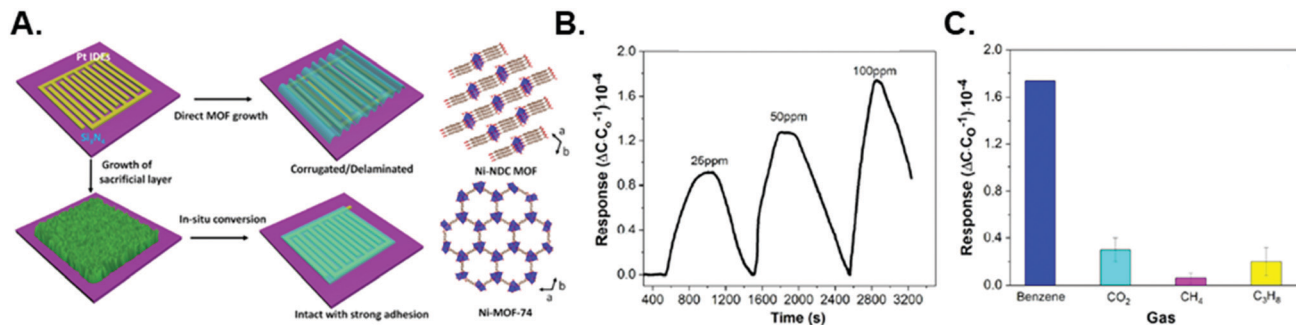 A.
Pt IDEs
Si₃N₄
Direct MOF growth
Corrugated/Delaminated
Growth of
sacrificial layer
In-situ conversion
Intact with strong adhesion
a
b
Ni-NDC MOF
b
a
Ni-MOF-74
B.
Response (ΔC·C₀⁻¹)·10⁻⁴
2.0
1.6
1.2
0.8
0.4
0.0
25ppm
50ppm
100ppm
400 800 1200 1600 2000 2400 2800 3200
Time (s)
C.
Response (ΔC·C₀⁻¹)·10⁻⁴
2.0
1.6
1.2
0.8
0.4
0.0
Benzene CO₂ CH₄ C₃H₈
Gas